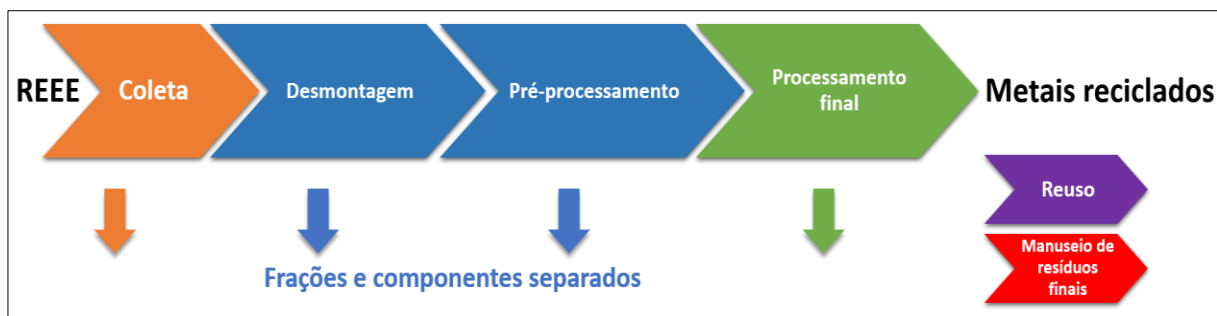 REEE
Coleta
Desmontagem
Pré-processamento
Processamento
final
Metais reciclados
Reuso
Manuseio de
resíduos
finais
Frações e componentes separados